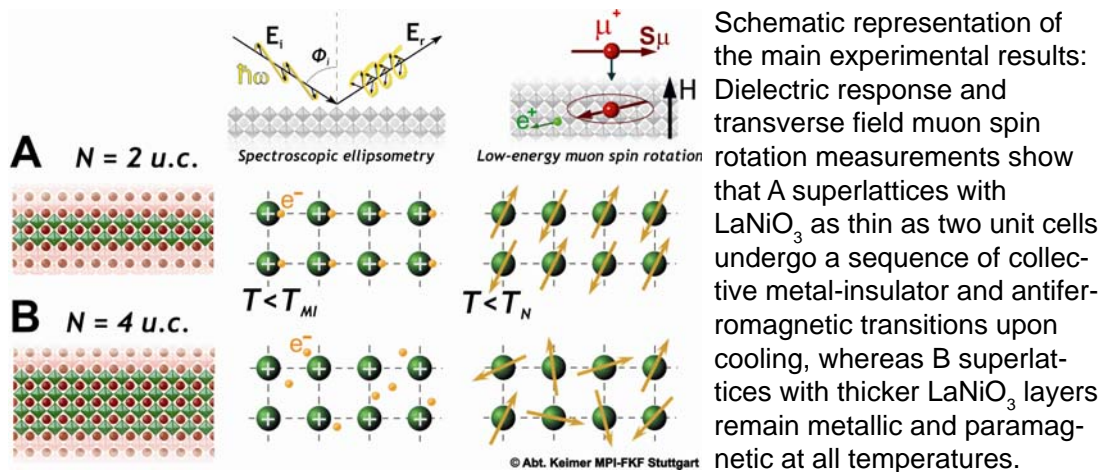 E_i
E_r
Φ_i
ħω
μ⁺
Sμ
H
e⁺
Spectroscopic ellipsometry
Low-energy muon spin rotation
A
N = 2 u.c.
e⁻
T<T_MI
T<T_N
B
N = 4 u.c.
e⁻
© Abt. Keimer MPI-FKF Stuttgart
Schematic representation of
the main experimental results:
Dielectric response and
transverse field muon spin
rotation measurements show
that A superlattices with
LaNiO₃ as thin as two unit cells
undergo a sequence of collec-
tive metal-insulator and antifer-
romagnetic transitions upon
cooling, whereas B superlat-
tices with thicker LaNiO₃ layers
remain metallic and paramag-
netic at all temperatures.